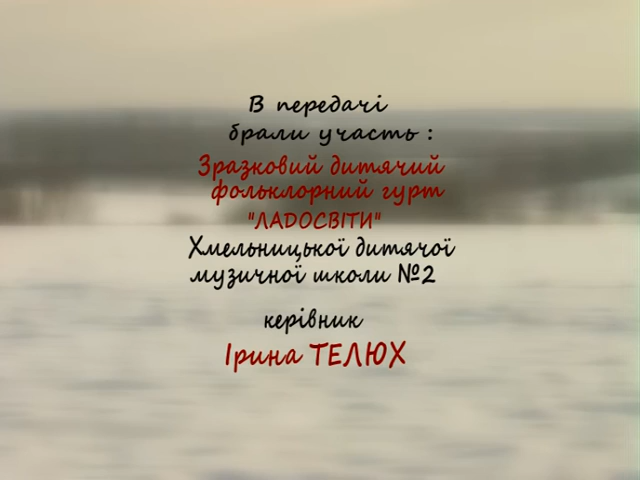 В передачі
брали участь :
Зразковий дитячий
фольклорний гурт
"ЛАДОСВІТИ"
Хмельницької дитячої
музичної школи №2
керівник
Ірина ТЕЛЮХ